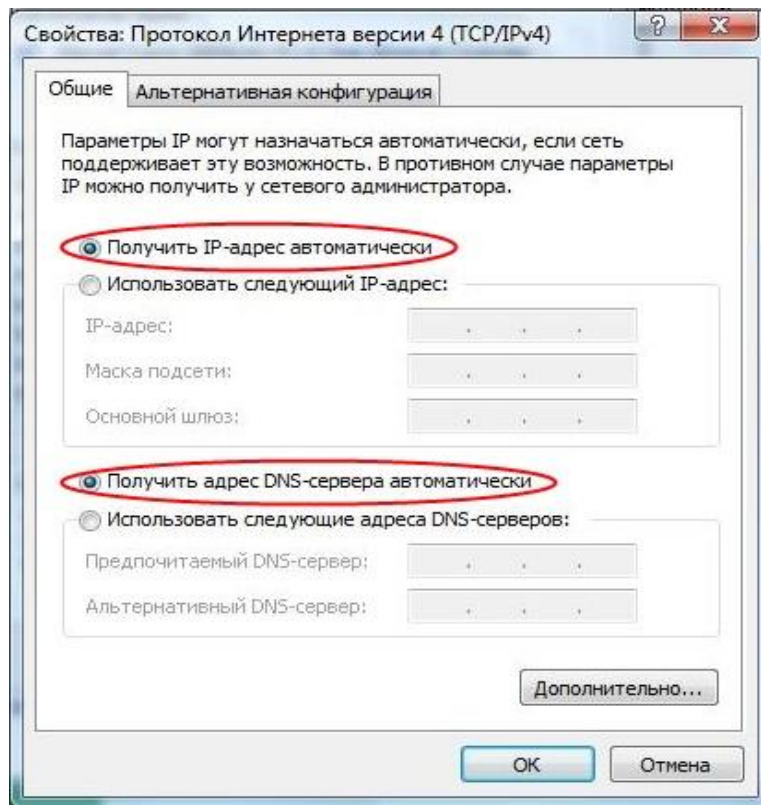 Свойства: Протокол Интернета версии 4 (TCP/IPv4)
Общие
Альтернативная конфигурация
Параметры IP могут назначаться автоматически, если сеть
поддерживает эту возможность. В противном случае параметры
IP можно получить у сетевого администратора.
Получить IP-адрес автоматически
Использовать следующий IP-адрес:
IP-адрес:
Маска подсети:
Основной шлюз:
Получить адрес DNS-сервера автоматически
Использовать следующие адреса DNS-серверов:
Предпочитаемый DNS-сервер:
Альтернативный DNS-сервер:
Дополнительно...
ОК
Отмена